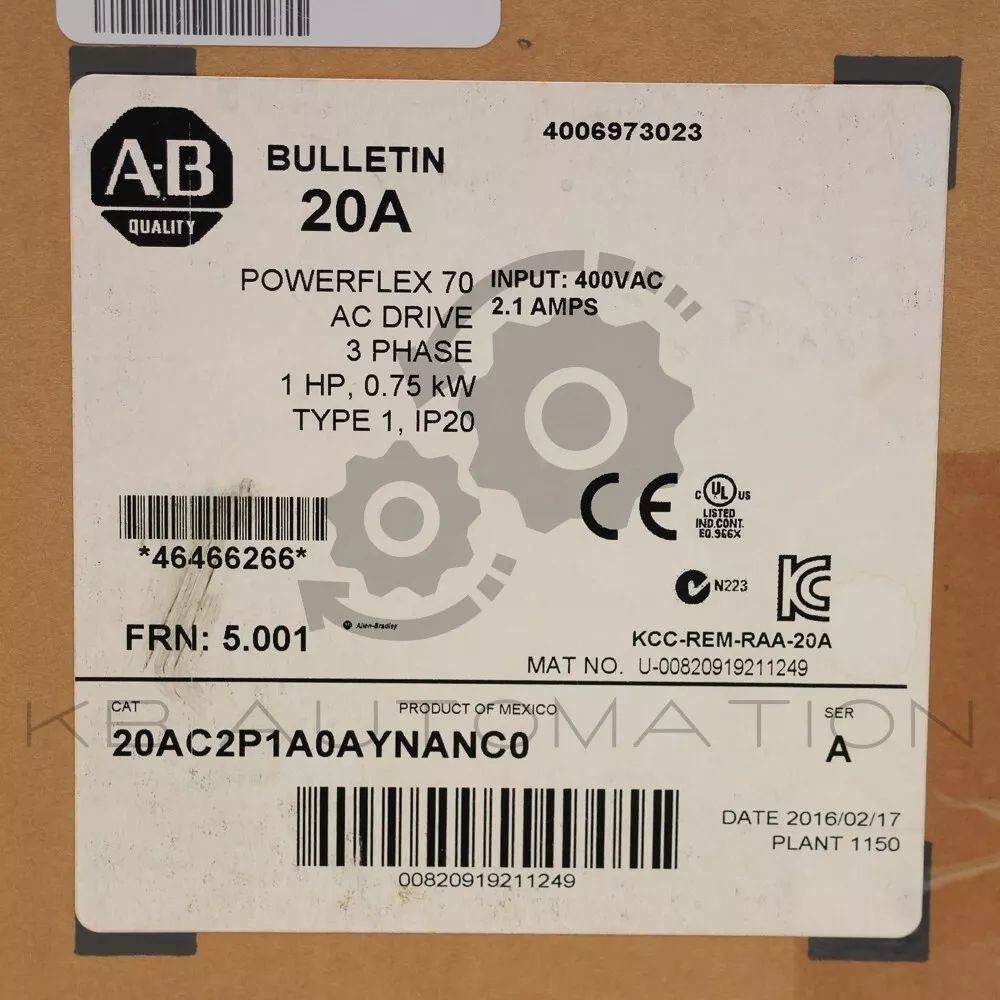 4006973023
A-B
QUALITY
BULLETIN
20A
POWERFLEX 70
AC DRIVE
3 PHASE
1 HP, 0.75 kW
TYPE 1, IP20
INPUT: 400VAC
2.1 AMPS
CE
C UL US
LISTED
IND.CONT.
EQ.966X
*46466266*
N223
KC
Allen-Bradley
FRN: 5.001
KCC-REM-RAA-20A
MAT NO. U-00820919211249
CAT
PRODUCT OF MEXICO
SER
KB AUTOMATION
20AC2P1A0AYNANC0
A
DATE 2016/02/17
PLANT 1150
00820919211249